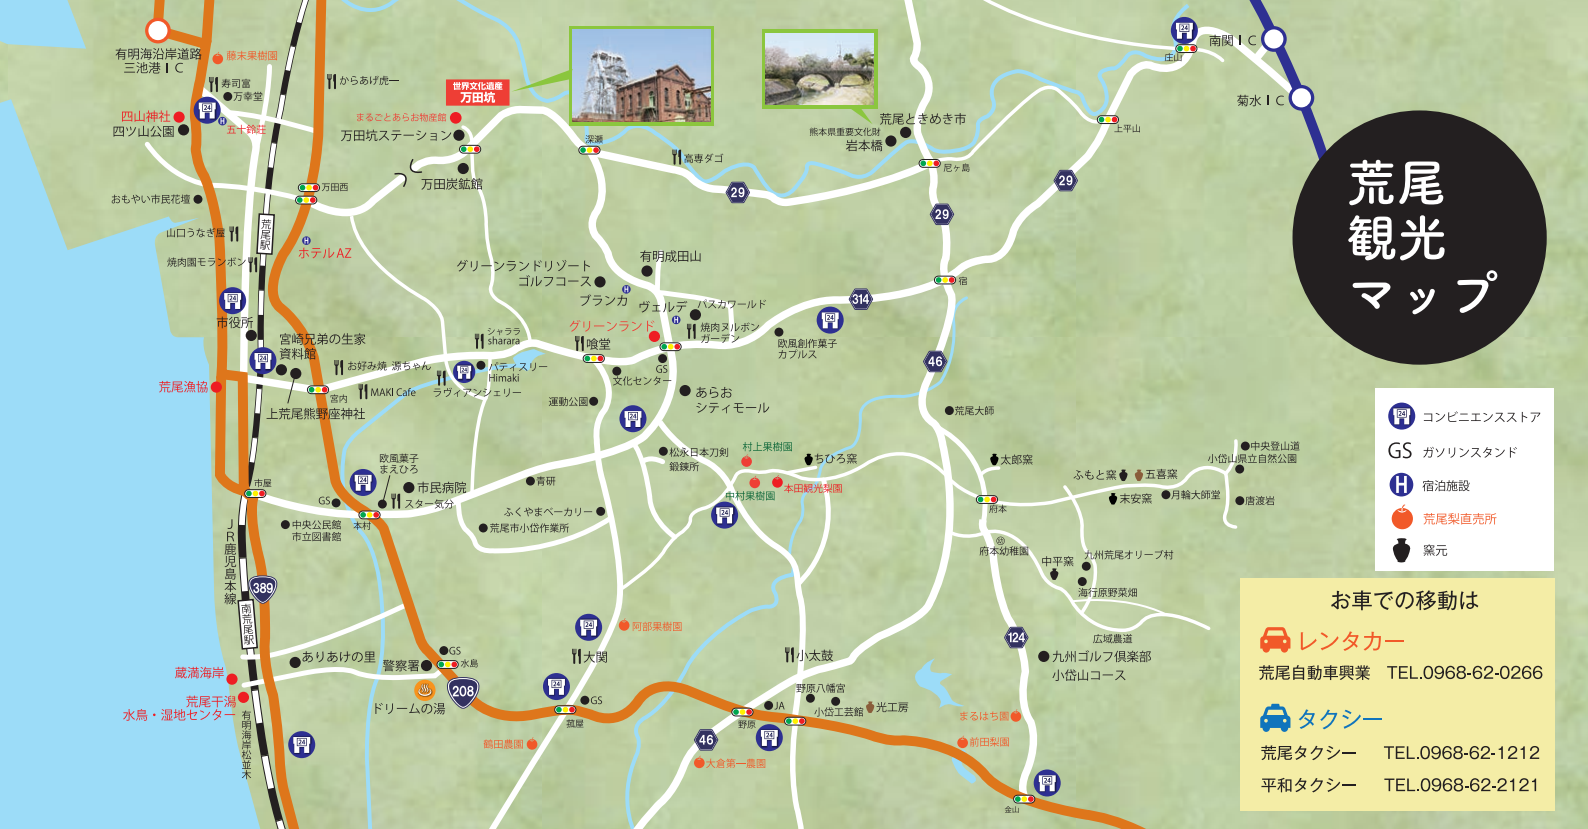 荒尾
観光
マップ
有明海沿岸道路
三池港ＩＣ
藤末果樹園
寿司富
万幸堂
四山神社
四ツ山公園
五十鈴荘
からあげ虎一
世界文化遺産
万田坑
まるごとあらお物産館
万田坑ステーション
万田炭鉱館
万田西
おもやい市民花壇
山口うなぎ屋
焼肉園モランボン
荒尾駅
ホテルAZ
深瀬
高専ダゴ
29
荒尾ときめき市
熊本県重要文化財
岩本橋
尼ケ島
29
庄山
南関ＩＣ
菊水ＩＣ
上平山
29
宿
314
46
有明成田山
グリーンランドリゾート
ゴルフコース
ブランカ
ヴェルデ
バスカワールド
グリーンランド
焼肉ヌルボン
ガーデン
欧風創作菓子
カプルス
シャララ
sharara
喰堂
GS
文化センター
パティスリー
Himaki
ラヴィアンシェリー
あらお
シティモール
運動公園
市役所
宮崎兄弟の生家
資料館
お好み焼 源ちゃん
MAKI Cafe
宮内
上荒尾熊野座神社
荒尾漁協
欧風菓子
まえひろ
市民病院
スター気分
GS
市屋
本村
中央公民館
市立図書館
青研
ふくやまベーカリー
荒尾市小岱作業所
松永日本刀剣
鍛錬所
村上果樹園
中村果樹園
本田観光梨園
ちひろ窯
荒尾大師
太郎窯
府本
府本幼稚園
ふもと窯
五喜窯
末安窯
月輪大師堂
中央登山道
小岱山県立自然公園
唐渡岩
中平窯
九州荒尾オリーブ村
海行原野菜畑
広域農道
124
九州ゴルフ倶楽部
小岱山コース
ＪＲ鹿児島本線
389
南荒尾駅
ありあけの里
警察署
GS
水島
ドリームの湯
208
蔵満海岸
荒尾干潟
水鳥・湿地センター
有明海岸松並木
大関
阿部果樹園
GS
菰屋
鶴田農園
46
大倉第一農園
野原
JA
小太鼓
野原八幡宮
小岱工芸館
光工房
まるはち園
前田梨園
金山
24 コンビニエンスストア
GS ガソリンスタンド
H 宿泊施設
荒尾梨直売所
窯元
お車での移動は
レンタカー
荒尾自動車興業 TEL.0968-62-0266
タクシー
荒尾タクシー TEL.0968-62-1212
平和タクシー TEL.0968-62-2121